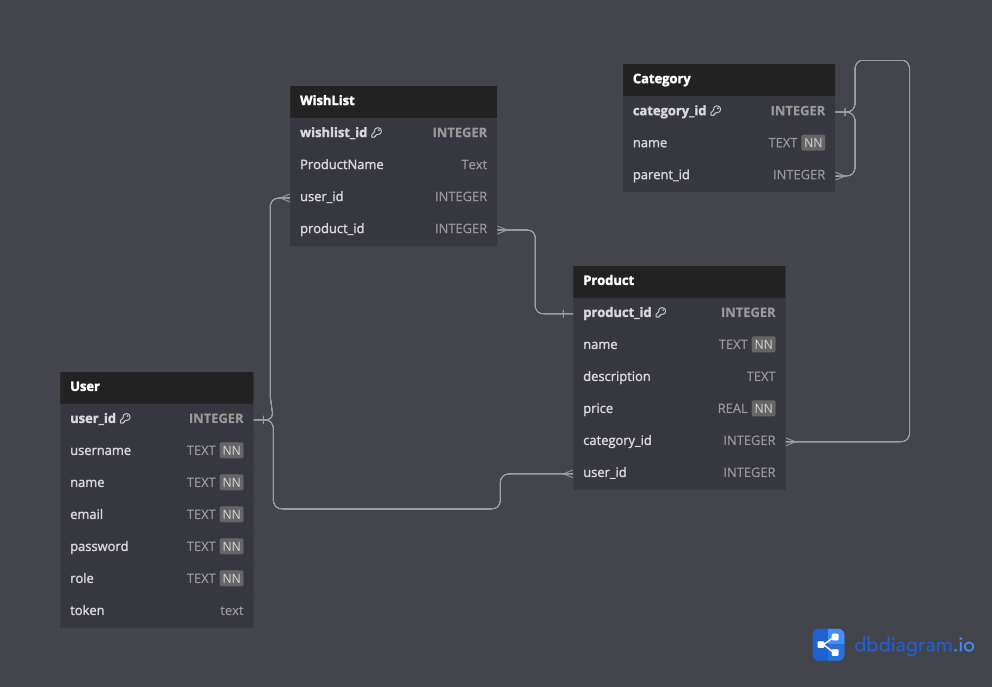 WishList
wishlist_id INTEGER
ProductName Text
user_id INTEGER
product_id INTEGER
Category
category_id INTEGER
name TEXT NN
parent_id INTEGER
Product
product_id INTEGER
name TEXT NN
description TEXT
price REAL NN
category_id INTEGER
user_id INTEGER
User
user_id INTEGER
username TEXT NN
name TEXT NN
email TEXT NN
password TEXT NN
role TEXT NN
token text
dbdiagram.io